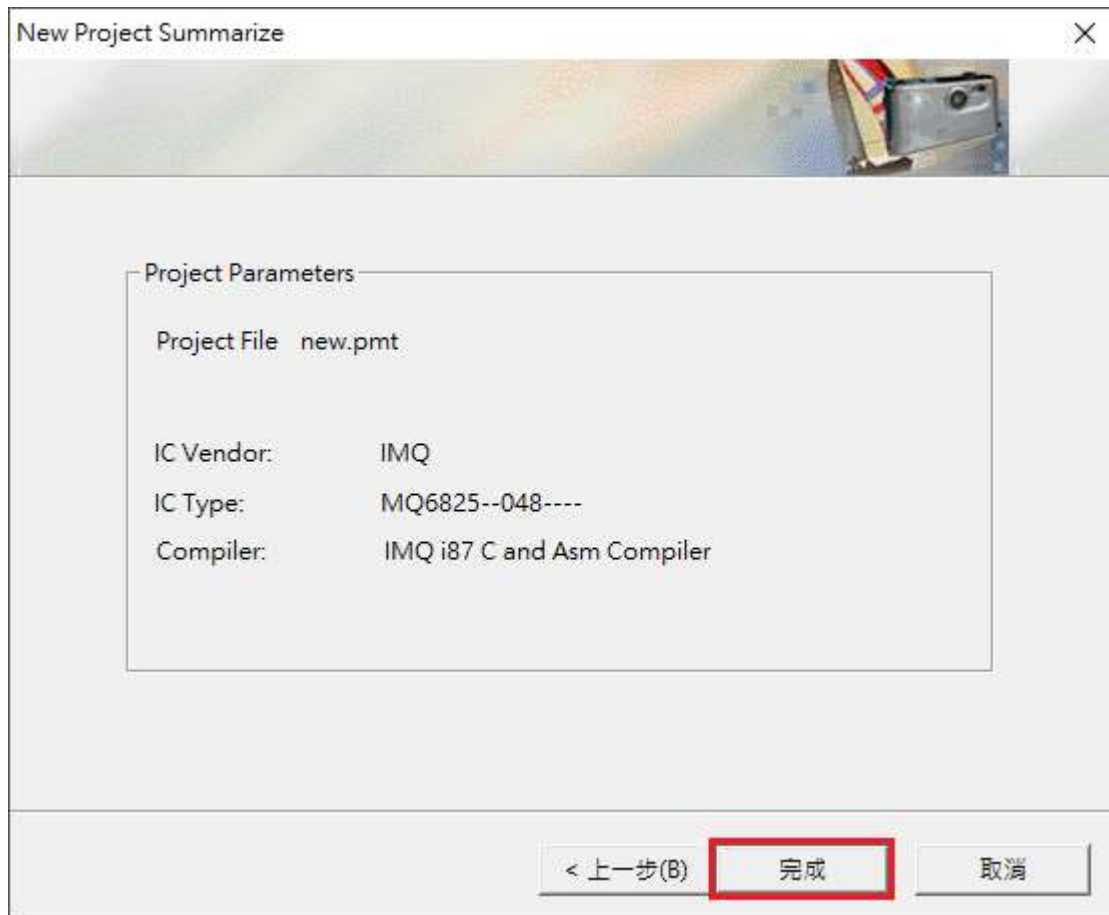 New Project Summarize
Project Parameters
Project File new.pmt
IC Vendor: IMQ
IC Type: MQ6825--048----
Compiler: IMQ i87 C and Asm Compiler
< 上一步(B) 完成 取消